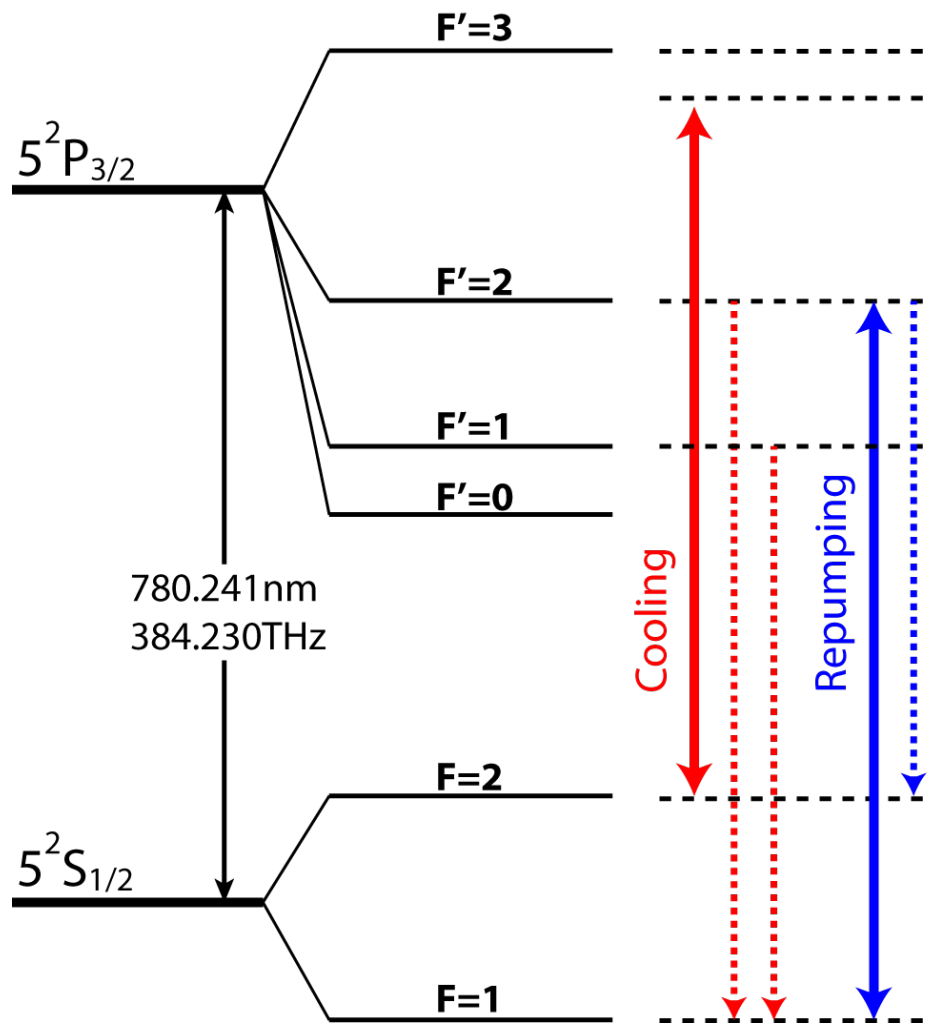 F′=3
5²P₃/₂
F′=2
F′=1
F′=0
780.241nm
384.230THz
Cooling
Repumping
F=2
5²S₁/₂
F=1